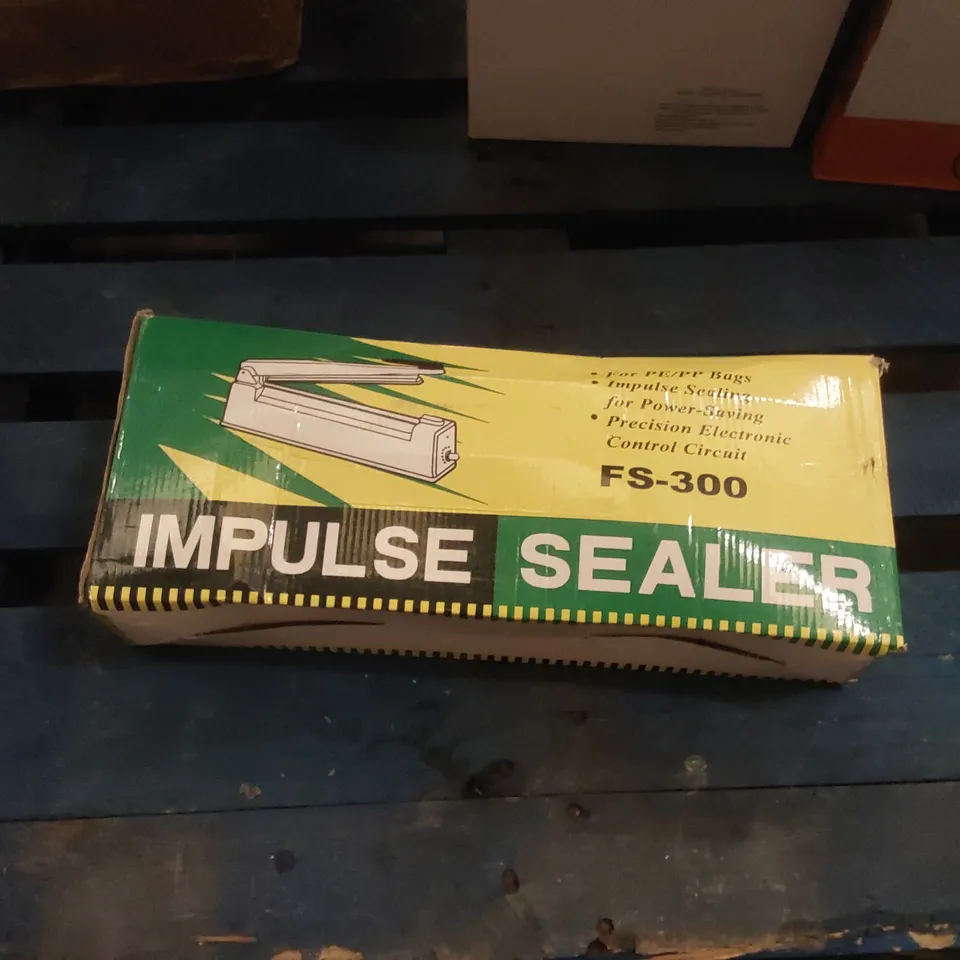 • For PE/PP Bags
• Impulse Sealing
for Power-Saving
• Precision Electronic
Control Circuit
FS-300
IMPULSE SEALER